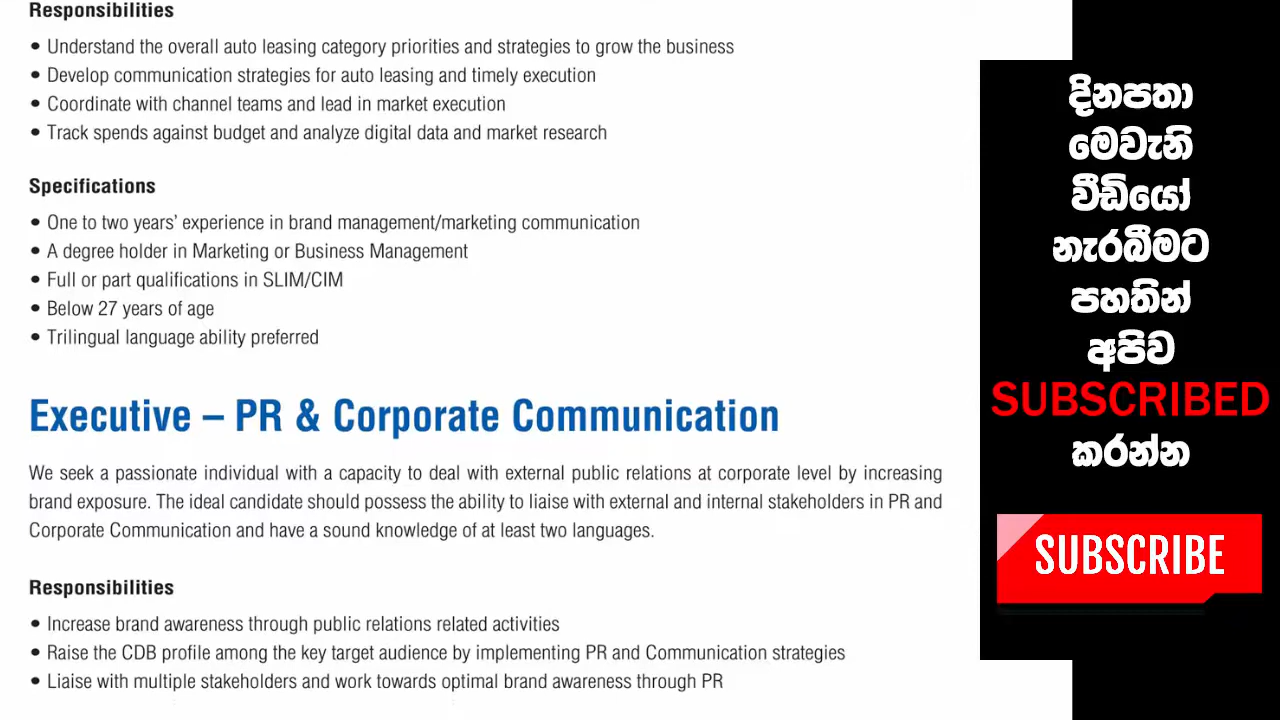 Responsibilities
• Understand the overall auto leasing category priorities and strategies to grow the business
• Develop communication strategies for auto leasing and timely execution
• Coordinate with channel teams and lead in market execution
• Track spends against budget and analyze digital data and market research
Specifications
• One to two years' experience in brand management/marketing communication
• A degree holder in Marketing or Business Management
• Full or part qualifications in SLIM/CIM
• Below 27 years of age
• Trilingual language ability preferred
Executive – PR & Corporate Communication
We seek a passionate individual with a capacity to deal with external public relations at corporate level by increasing
brand exposure. The ideal candidate should possess the ability to liaise with external and internal stakeholders in PR and
Corporate Communication and have a sound knowledge of at least two languages.
Responsibilities
• Increase brand awareness through public relations related activities
• Raise the CDB profile among the key target audience by implementing PR and Communication strategies
• Liaise with multiple stakeholders and work towards optimal brand awareness through PR
දිනපතා
මෙවැනි
වීඩියෝ
නැරබීමට
පහතින්
අපිව
SUBSCRIBED
කරන්න
SUBSCRIBE